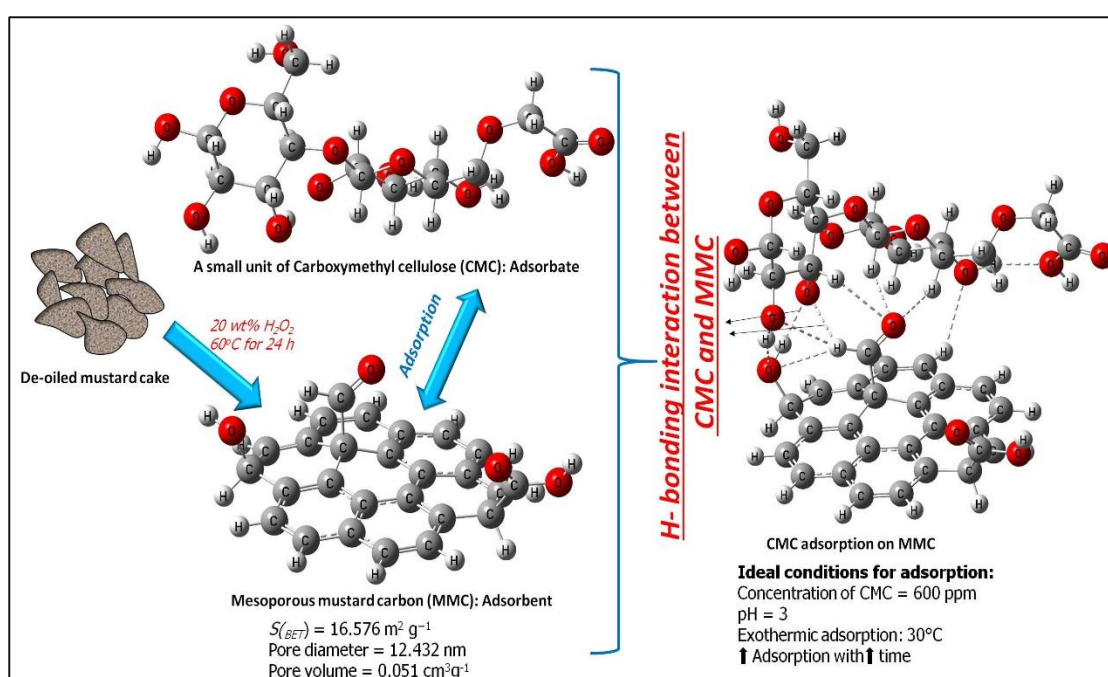 A small unit of Carboxymethyl cellulose (CMC): Adsorbate
De-oiled mustard cake
20 wt% H₂O₂
60°C for 24 h
Adsorption
Mesoporous mustard carbon (MMC): Adsorbent
S(BET) = 16.576 m² g⁻¹
Pore diameter = 12.432 nm
Pore volume = 0.051 cm³g⁻¹
H- bonding interaction between
CMC and MMC
CMC adsorption on MMC
Ideal conditions for adsorption:
Concentration of CMC = 600 ppm
pH = 3
Exothermic adsorption: 30°C
⬆ Adsorption with ⬆ time